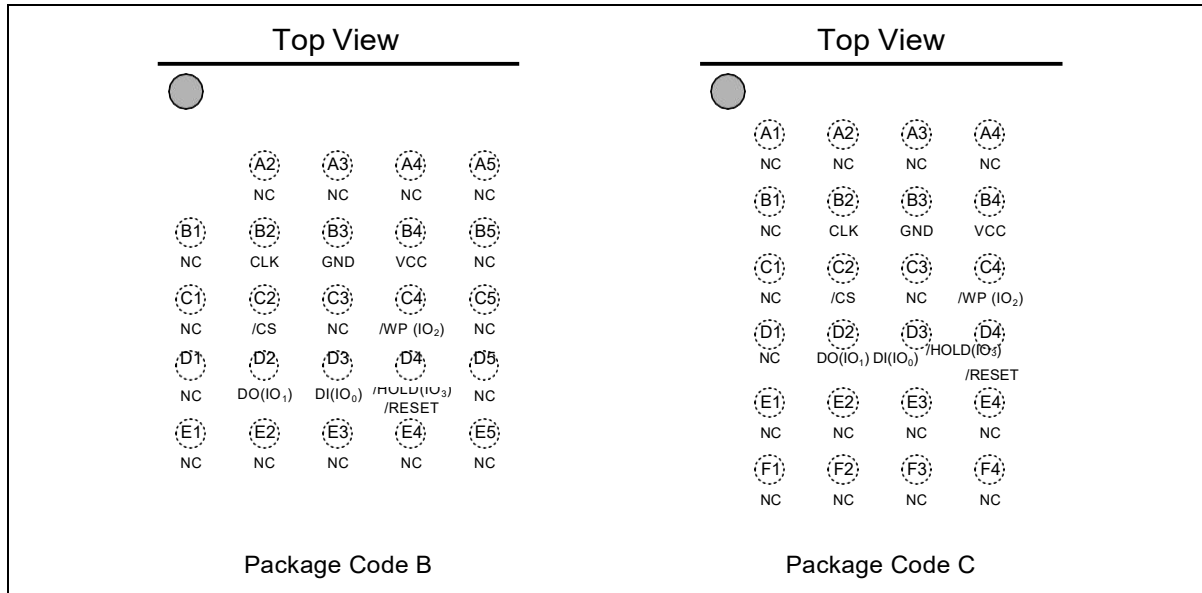 Top View
A2 A3 A4 A5
NC NC NC NC
B1 B2 B3 B4 B5
NC CLK GND VCC NC
C1 C2 C3 C4 C5
NC /CS NC /WP (IO₂) NC
D1 D2 D3 D4 D5
NC DO(IO₁) DI(IO₀) /HOLD(IO₃) NC
/RESET
E1 E2 E3 E4 E5
NC NC NC NC NC
Package Code B
Top View
A1 A2 A3 A4
NC NC NC NC
B1 B2 B3 B4
NC CLK GND VCC
C1 C2 C3 C4
NC /CS NC /WP (IO₂)
D1 D2 D3 D4
NC DO(IO₁) DI(IO₀) /HOLD(IO₃)
/RESET
E1 E2 E3 E4
NC NC NC NC
F1 F2 F3 F4
NC NC NC NC
Package Code C